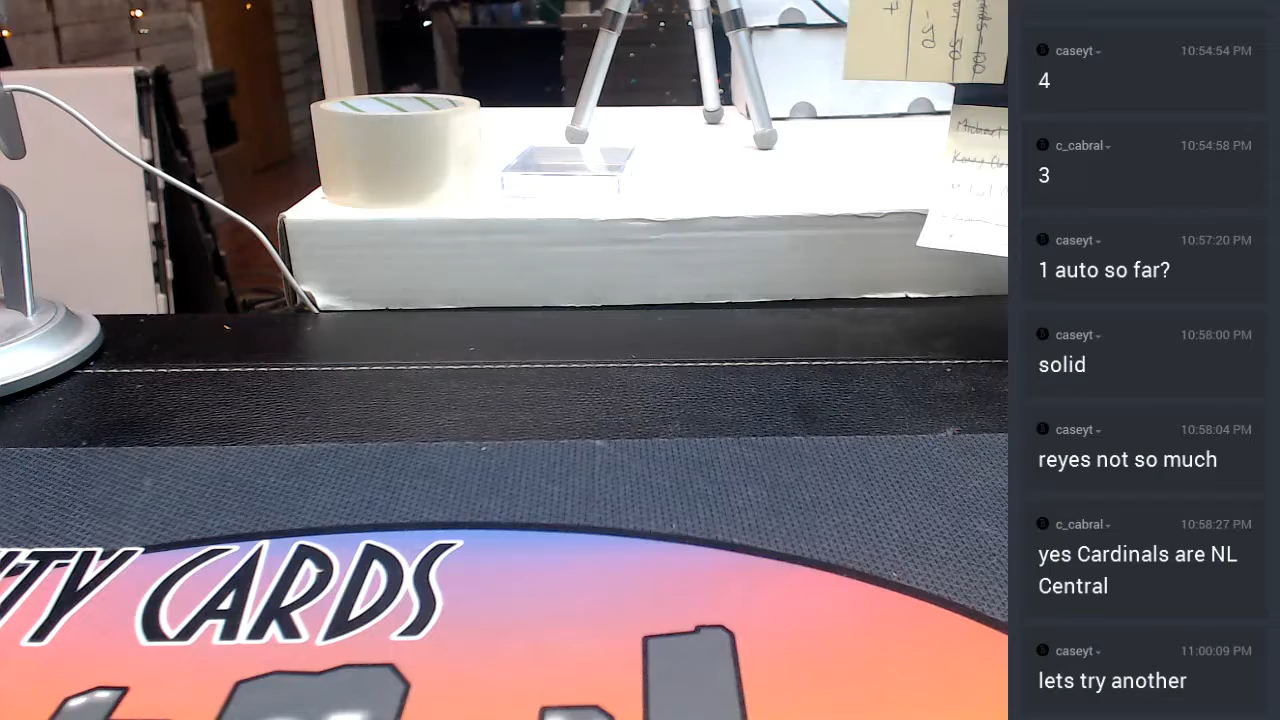 caseyt 10:54:54 PM
4
c_cabral 10:54:58 PM
3
caseyt 10:57:20 PM
1 auto so far?
caseyt 10:58:00 PM
solid
caseyt 10:58:04 PM
reyes not so much
c_cabral 10:58:27 PM
yes Cardinals are NL
Central
caseyt 11:00:09 PM
lets try another
CARDS